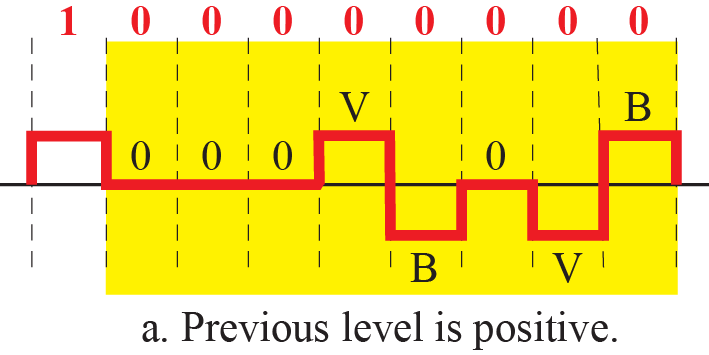 1 0 0 0 0 0 0 0 0
V B
0 0 0 0
B V
a. Previous level is positive.